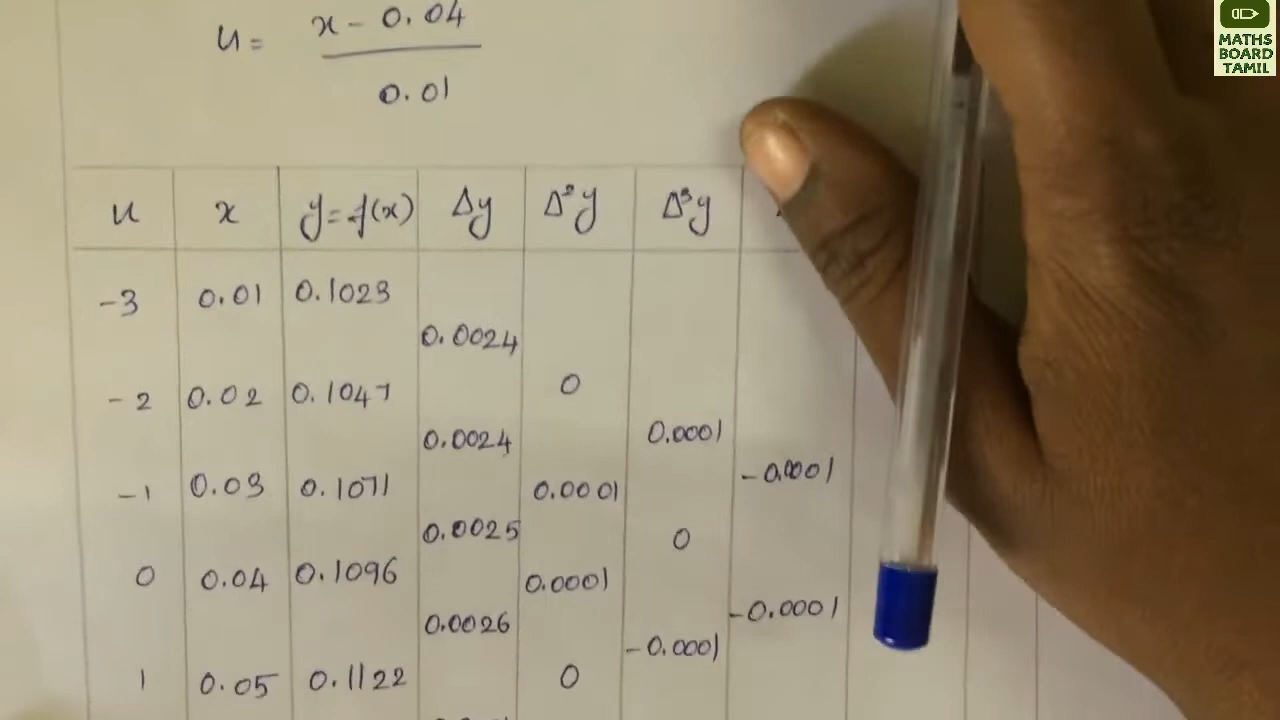 MATHS
BOARD
TAMIL
u = x - 0.04
0.01
u x y=f(x) Δy Δ²y Δ³y
-3 0.01 0.1023
0.0024
-2 0.02 0.1047 0
0.0024 0.0001
-1 0.03 0.1071 0.0001 -0.0001
0.0025 0
0 0.04 0.1096 0.0001
0.0026 -0.0001 -0.0001
1 0.05 0.1122 0